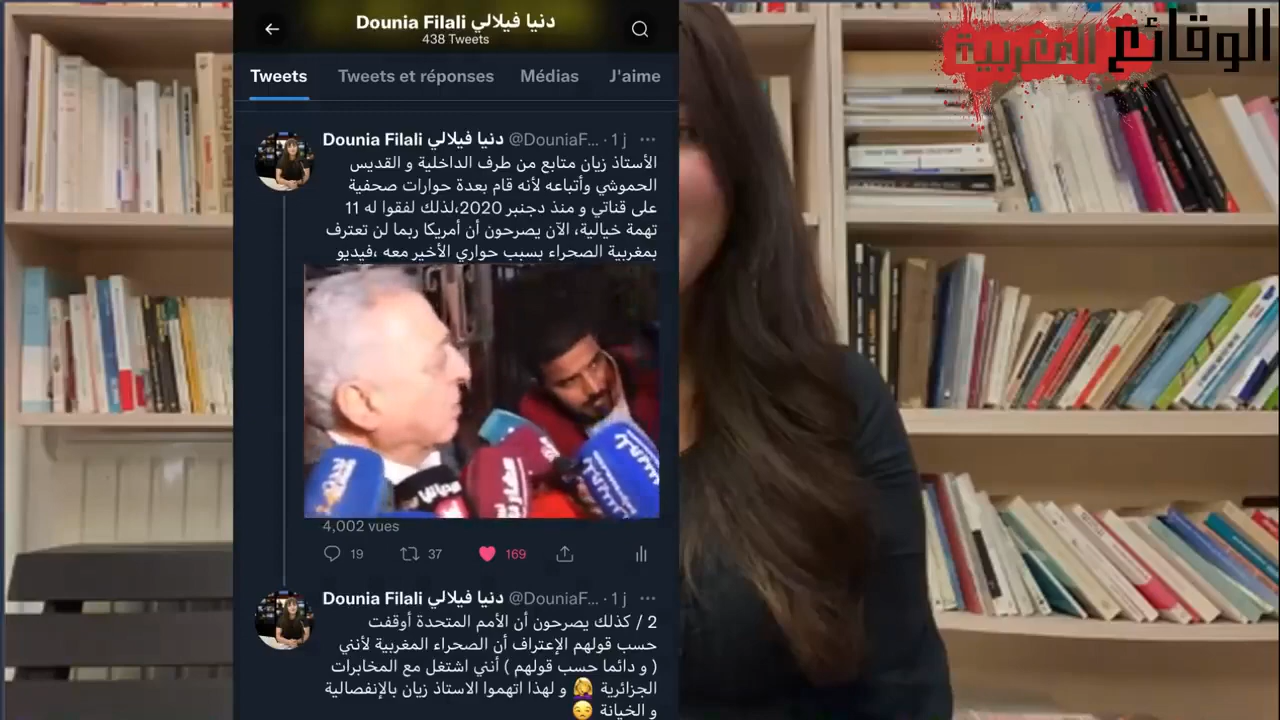 Dounia Filali دنيا فيلالي
438 Tweets
الوقائع المغربية
Tweets Tweets et réponses Médias J'aime
Dounia Filali دنيا فيلالي @DouniaF... · 1 j
الأستاذ زيان متابع من طرف الداخلية و القديس
الحموشي وأتباعه لأنه قام بعدة حوارات صحفية
على قناتي و منذ دجنبر 2020،لذلك لفقوا له 11
تهمة خيالية، الآن يصرحون أن أمريكا ربما لن تعترف
بمغربية الصحراء بسبب حواري الأخير معه ،فيديو
4,002 vues
19 37 169
Dounia Filali دنيا فيلالي @DouniaF... · 1 j
2 / كذلك يصرحون أن الأمم المتحدة أوقفت
حسب قولهم الإعتراف أن الصحراء المغربية لأنني
( و دائما حسب قولهم ) أنني اشتغل مع المخابرات
الجزائرية 🤦‍♀️ و لهذا اتهموا الاستاذ زيان بالإنفصالية
و الخيانة 😒